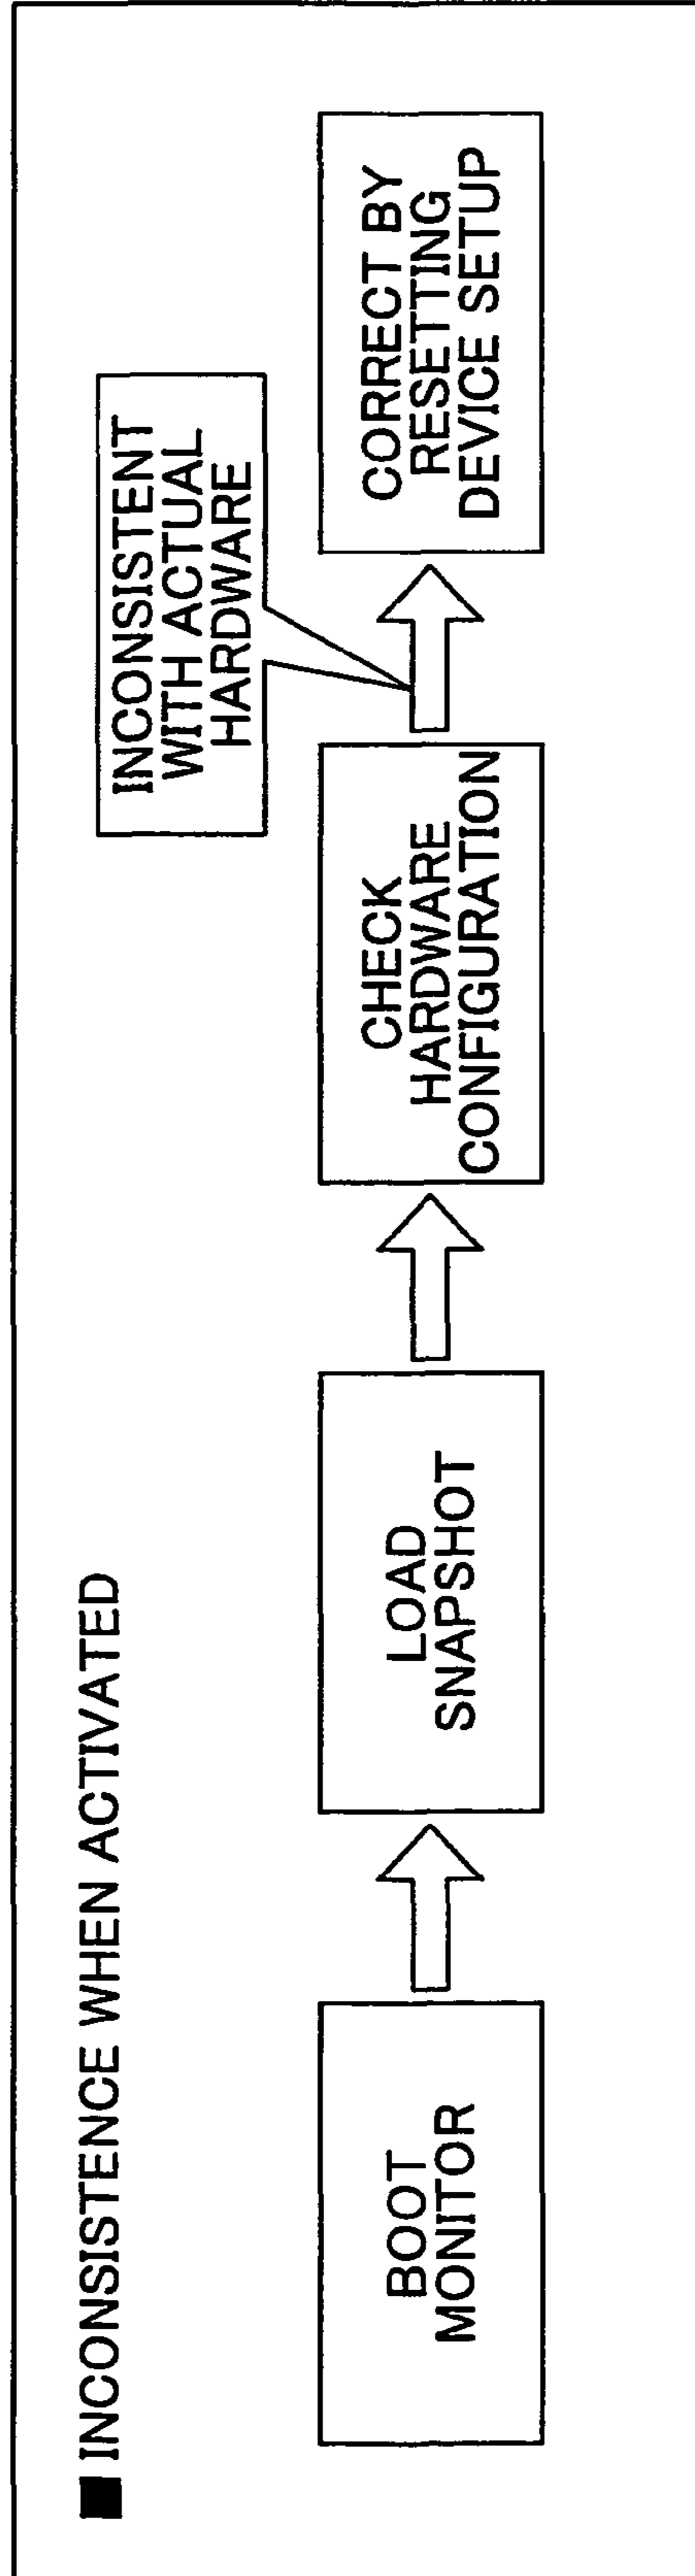 ■ INCONSISTENCE WHEN ACTIVATED
BOOT
MONITOR
LOAD
SNAPSHOT
CHECK
HARDWARE
CONFIGURATION
INCONSISTENT
WITH ACTUAL
HARDWARE
CORRECT BY
RESETTING
DEVICE SETUP